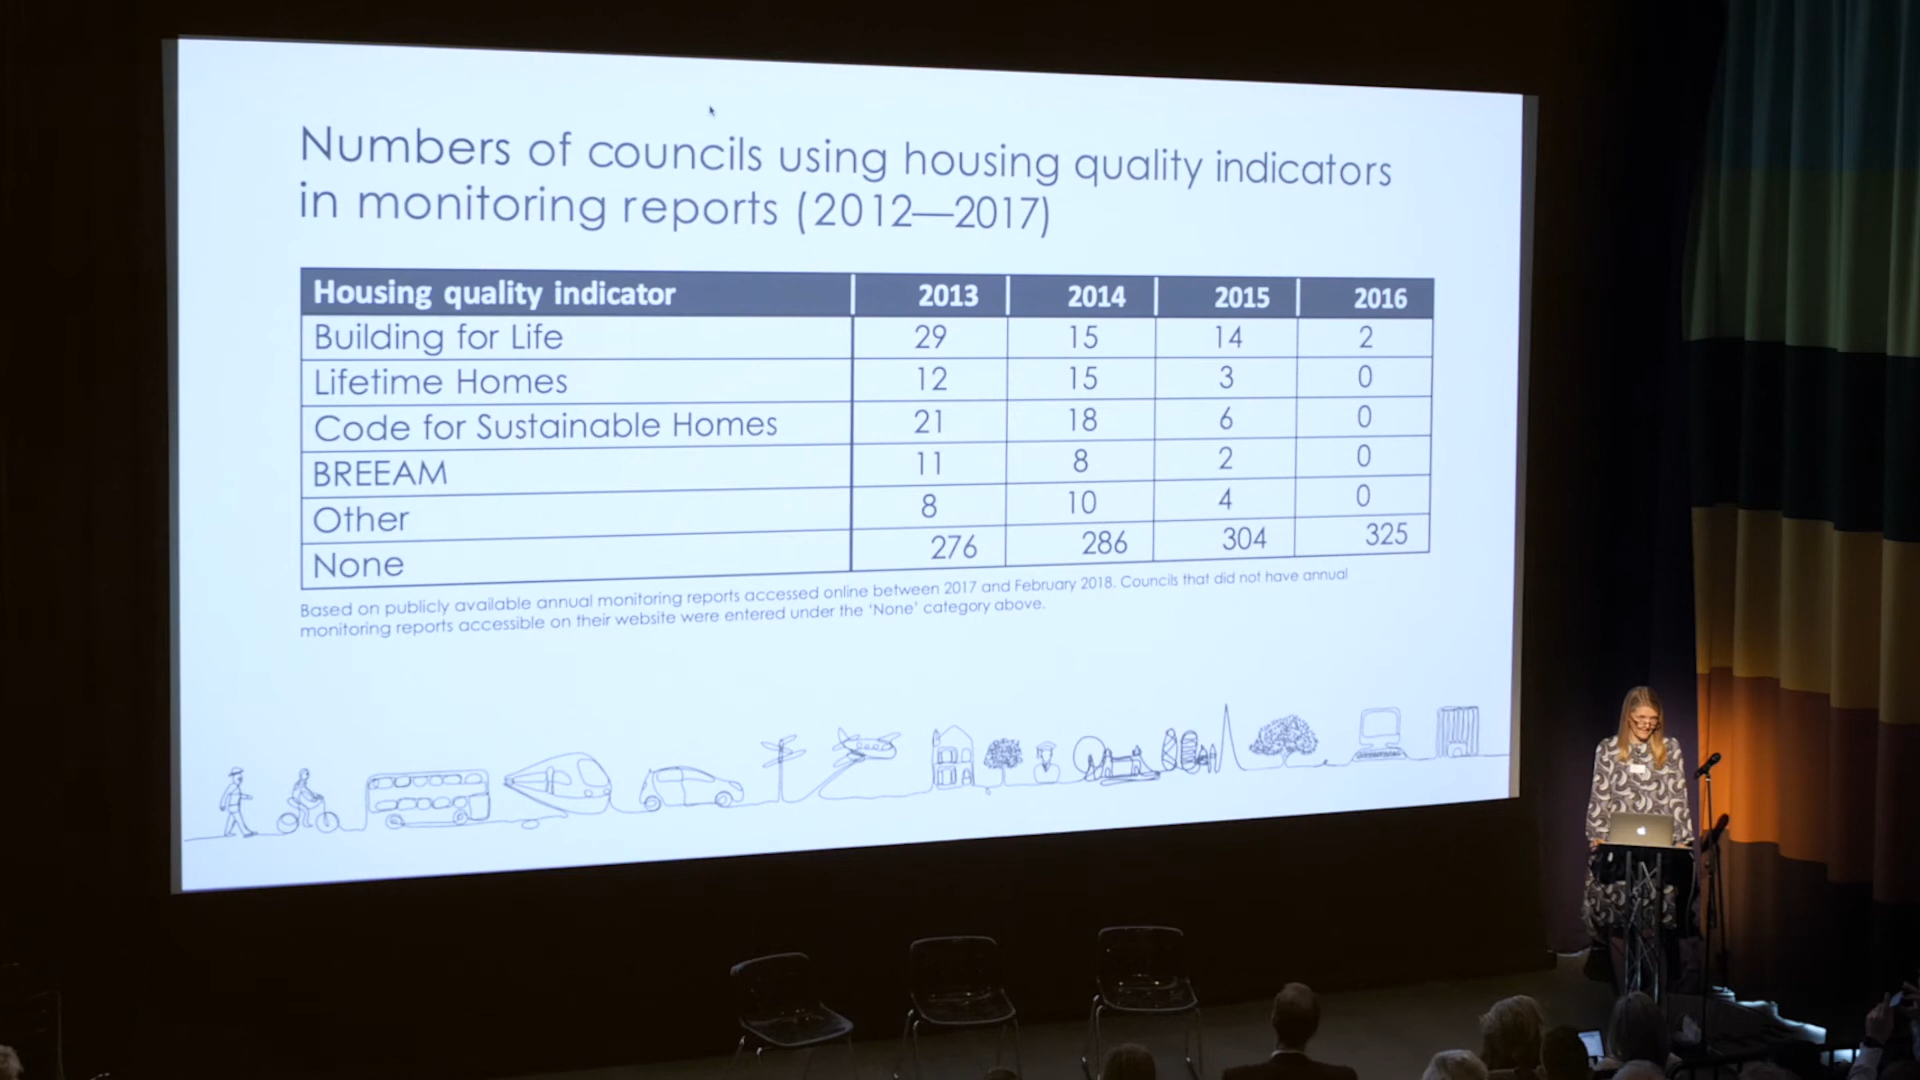 Numbers of councils using housing quality indicators
in monitoring reports (2012—2017)
Housing quality indicator 2013 2014 2015 2016
Building for Life 29 15 14 2
Lifetime Homes 12 15 3 0
Code for Sustainable Homes 21 18 6 0
BREEAM 11 8 2 0
Other 8 10 4 0
None 276 286 304 325
Based on publicly available annual monitoring reports accessed online between 2017 and February 2018. Councils that did not have annual
monitoring reports accessible on their website were entered under the ‘None’ category above.